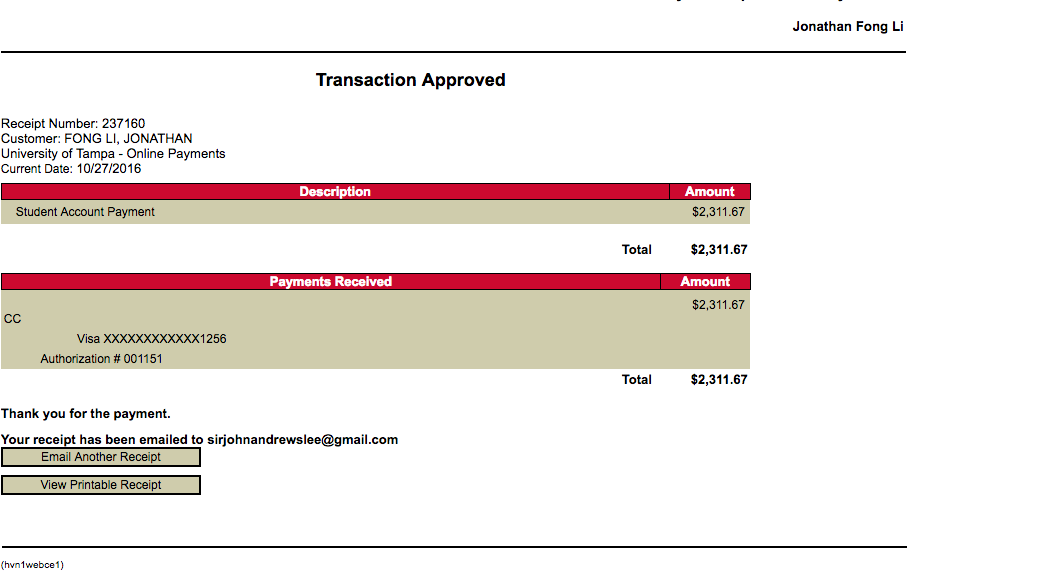 Jonathan Fong Li
Transaction Approved
Receipt Number: 237160
Customer: FONG LI, JONATHAN
University of Tampa - Online Payments
Current Date: 10/27/2016
Description Amount
Student Account Payment $2,311.67
Total $2,311.67
Payments Received Amount
$2,311.67
CC
Visa XXXXXXXXXXXX1256
Authorization # 001151
Total $2,311.67
Thank you for the payment.
Your receipt has been emailed to sirjohnandrewslee@gmail.com
Email Another Receipt
View Printable Receipt
(hvn1webce1)